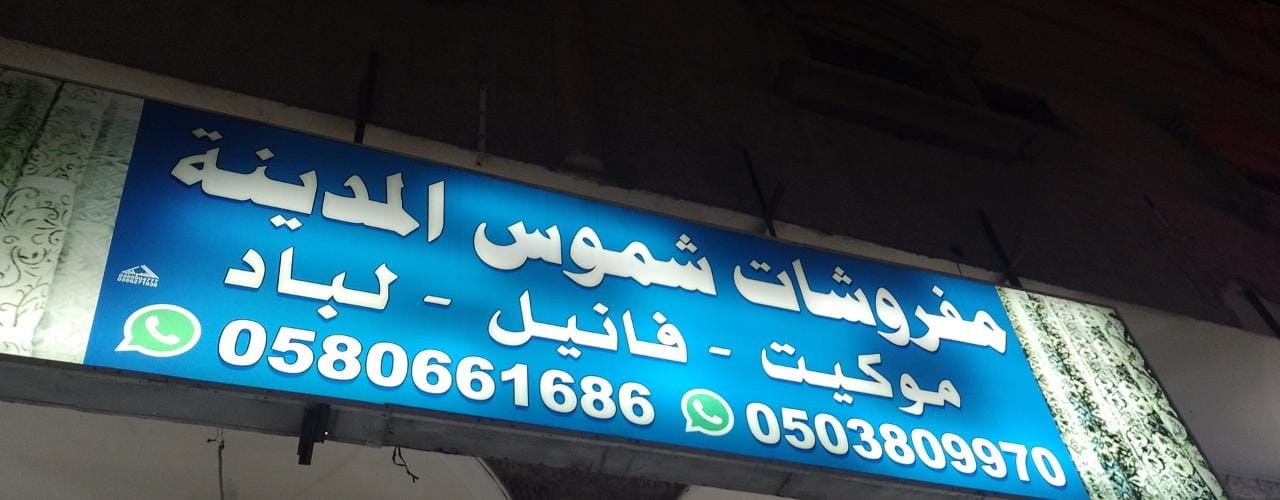 مفروشات شموس المدينة
موكيت - فانيل - لباد
0503809970 0580661686